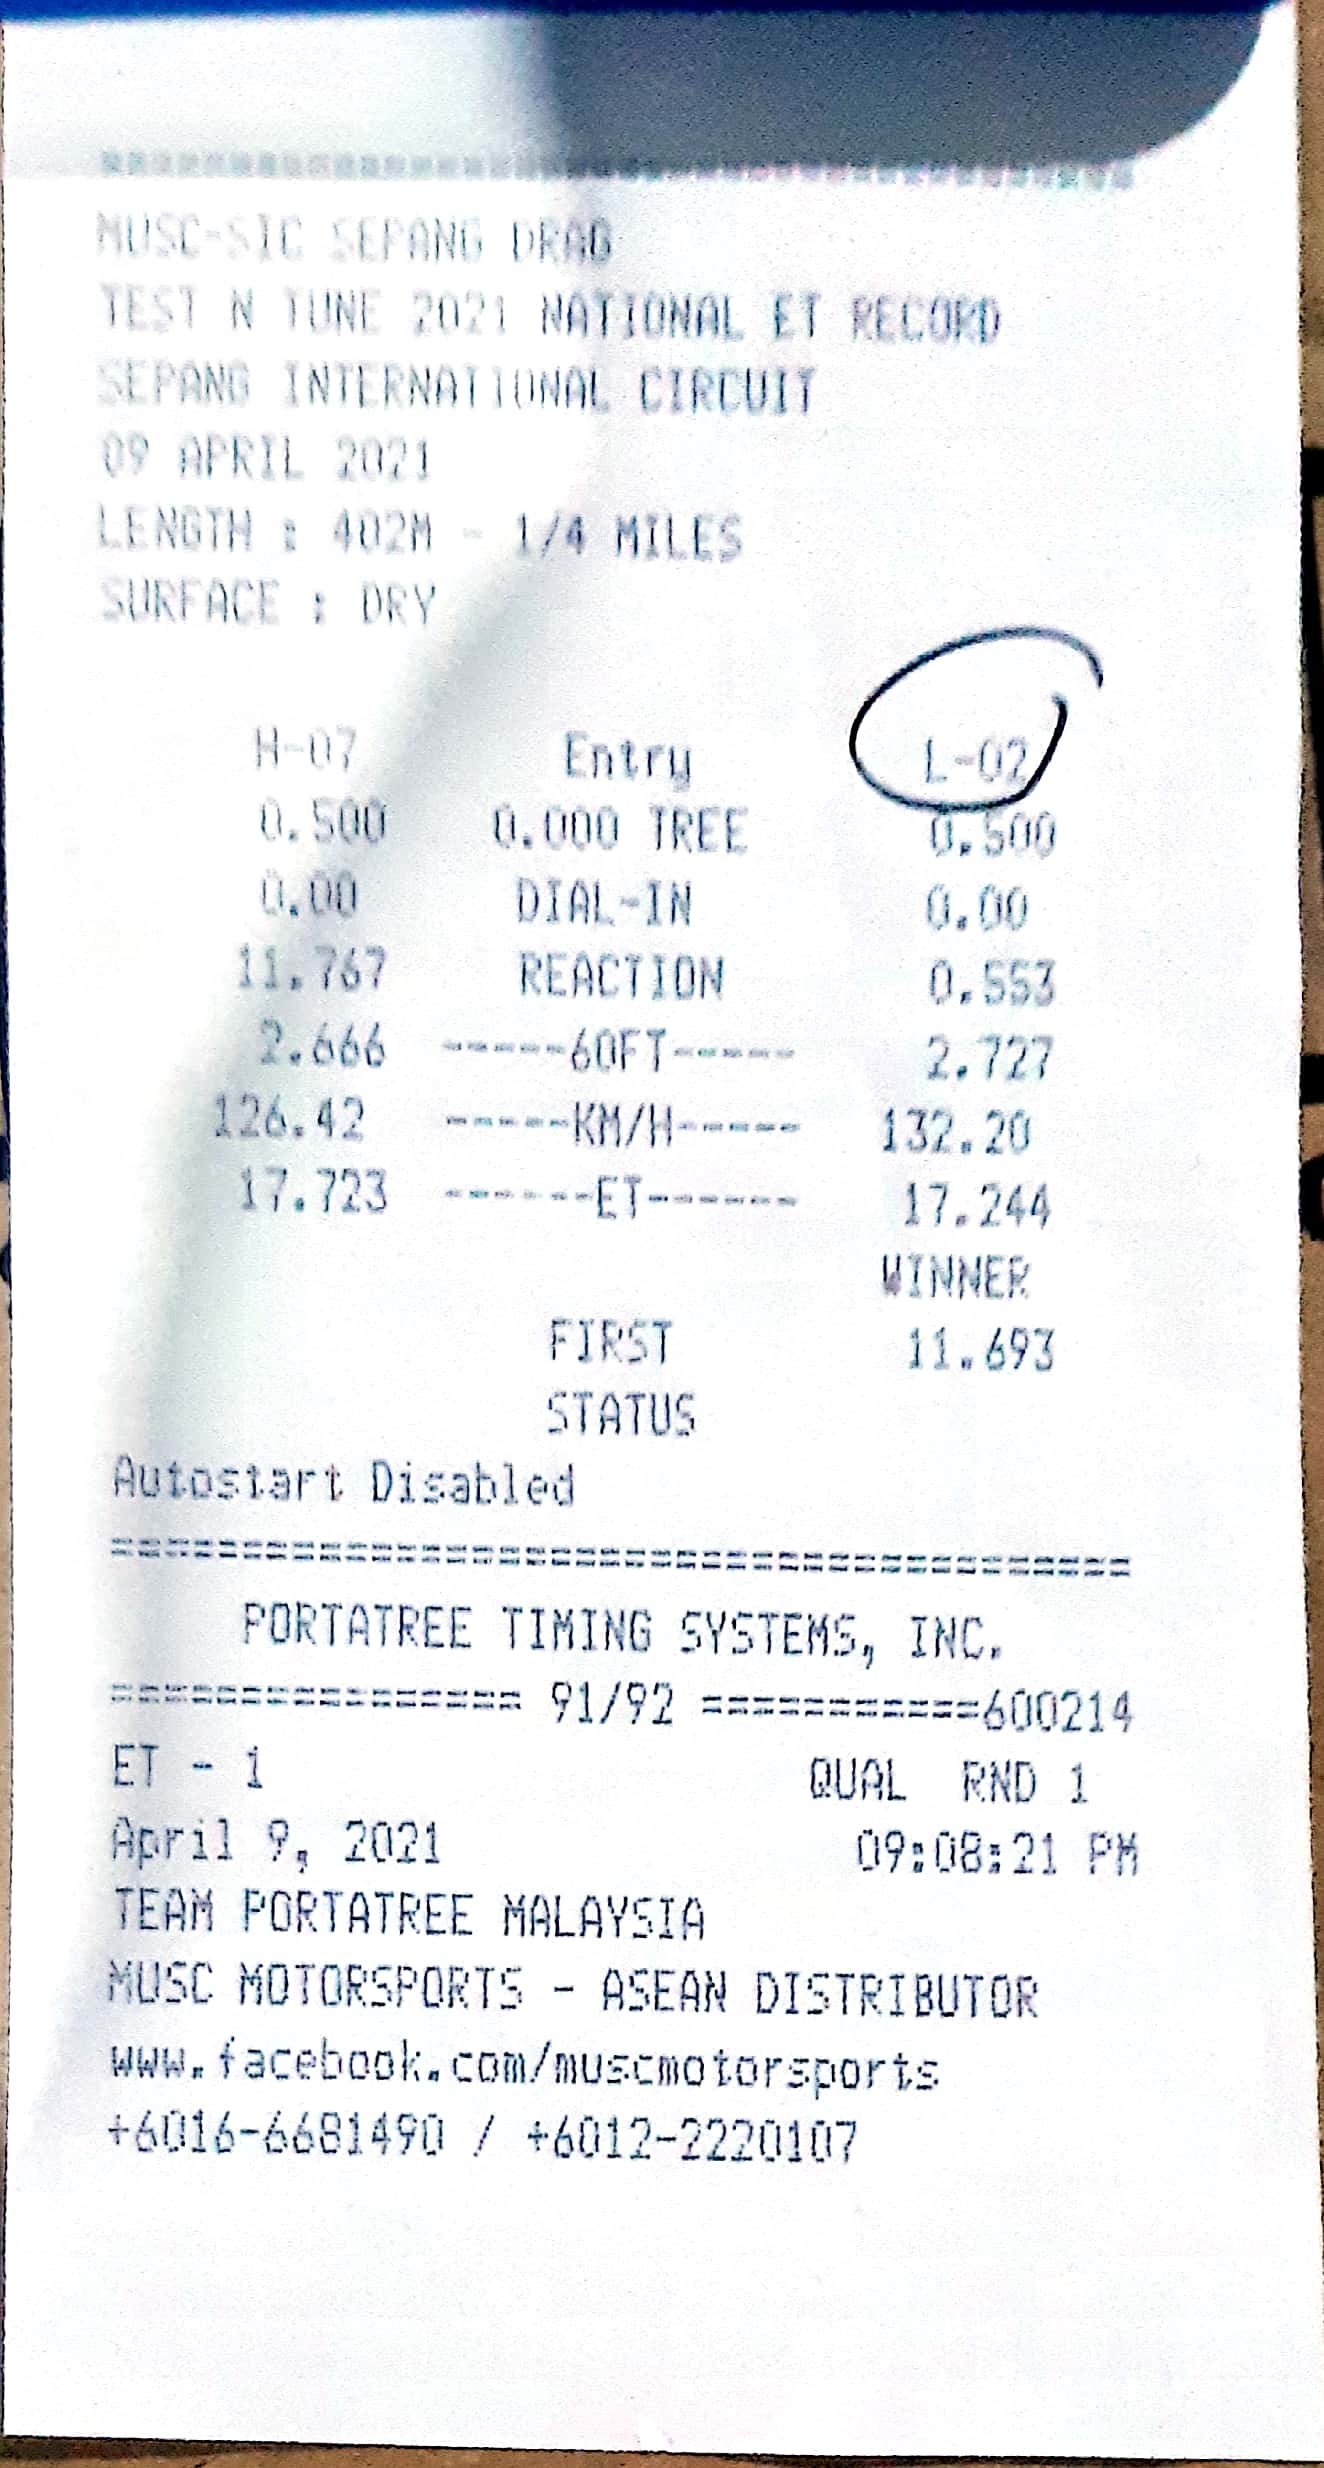 MUSC-SIC SEPANG DRAG
TEST N TUNE 2021 NATIONAL ET RECORD
SEPANG INTERNATIONAL CIRCUIT
09 APRIL 2021
LENGTH : 402M - 1/4 MILES
SURFACE : DRY
H-07 Entry L-02
0.500 0.000 TREE 0.500
0.00 DIAL-IN 0.00
11.767 REACTION 0.553
2.666 ------60FT------ 2.727
126.42 ------KM/H------ 132.20
17.723 -------ET------- 17.244
WINNER
FIRST 11.693
STATUS
Autostart Disabled
========================================
PORTATREE TIMING SYSTEMS, INC.
================ 91/92 ===========600214
ET - 1 QUAL RND 1
April 9, 2021 09:08:21 PM
TEAM PORTATREE MALAYSIA
MUSC MOTORSPORTS - ASEAN DISTRIBUTOR
www.facebook.com/muscmotorsports
+6016-6681490 / +6012-2220107